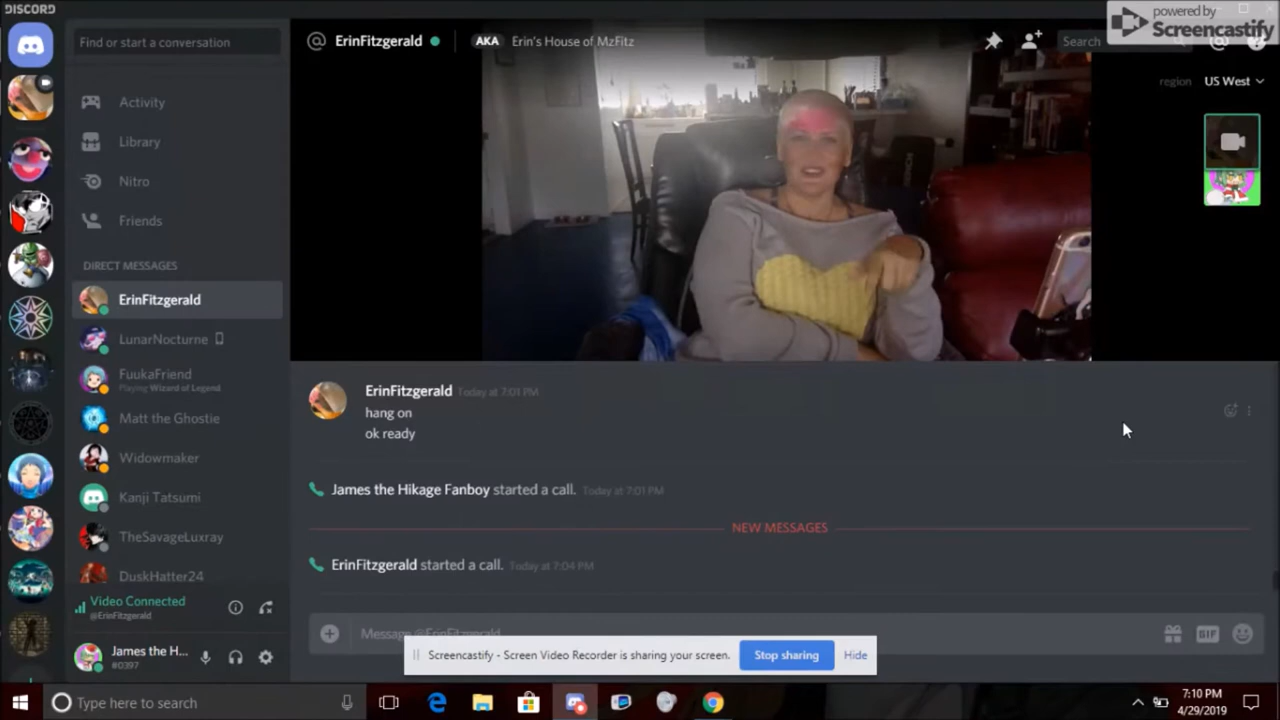 DISCORD
powered by
Screencastify
Find or start a conversation
ErinFitzgerald
AKA
Erin's House of MzFitz
Search
region
US West
Activity
Library
Nitro
Friends
DIRECT MESSAGES
ErinFitzgerald
LunarNocturne
FuukaFriend
Playing Wizard of Legend
Matt the Ghostie
Widowmaker
Kanji Tatsumi
TheSavageLuxray
DuskHatter24
Video Connected
@ErinFitzgerald
James the H...
#0397
ErinFitzgerald Today at 7:01 PM
hang on
ok ready
James the Hikage Fanboy started a call. Today at 7:01 PM
NEW MESSAGES
ErinFitzgerald started a call. Today at 7:04 PM
Message @ErinFitzgerald
GIF
Screencastify - Screen Video Recorder is sharing your screen.
Stop sharing
Hide
Type here to search
7:10 PM
4/29/2019